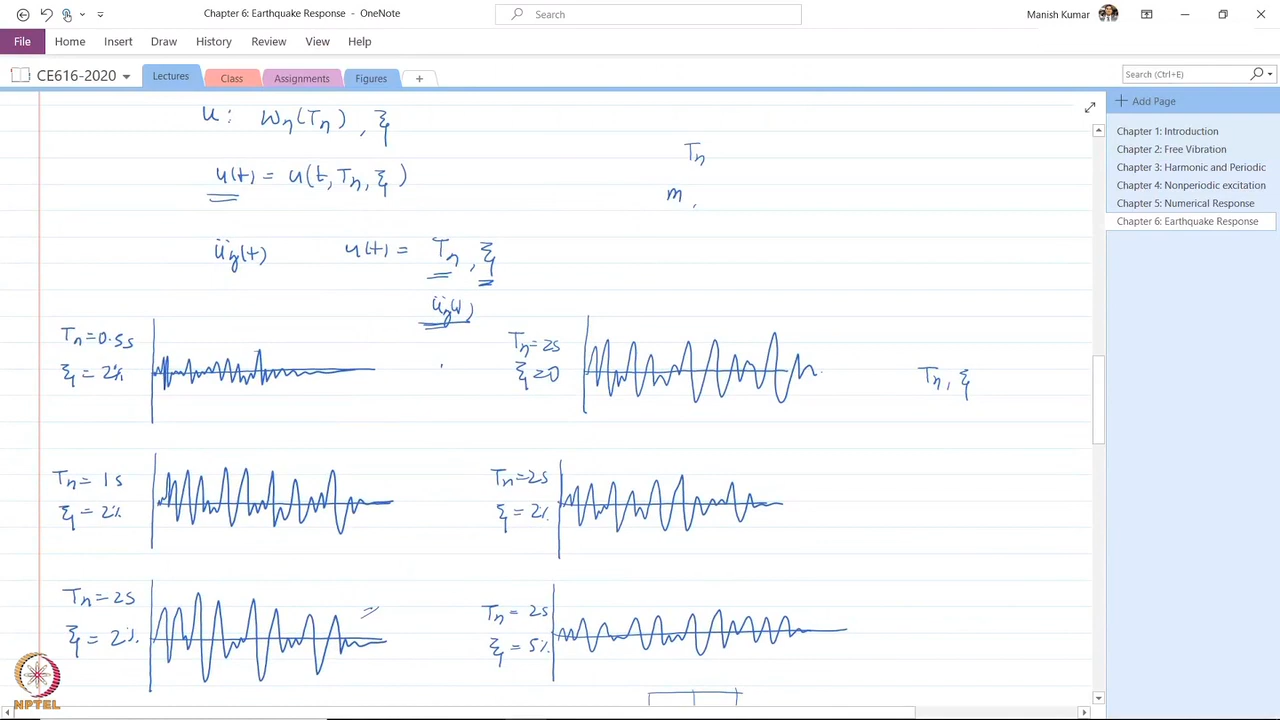 Chapter 6: Earthquake Response - OneNote
Search
Manish Kumar
File Home Insert Draw History Review View Help
CE616-2020 Lectures Class Assignments Figures +
Search (Ctrl+E)
Add Page
Chapter 1: Introduction
Chapter 2: Free Vibration
Chapter 3: Harmonic and Periodic
Chapter 4: Nonperiodic excitation
Chapter 5: Numerical Response
Chapter 6: Earthquake Response
u: ωn(Tn), ξ
Tn
u(t) = u(t, Tn, ξ)
m,
üg(t) u(t) = Tn, ξ
üg(t)
Tn=0.5s
ξ = 2%
Tn=2s
ξ=0
Tn, ξ
Tn= 1s
ξ = 2%
Tn=2s
ξ = 2%
Tn=2s
ξ = 2%
Tn= 2s
ξ = 5%
NPTEL